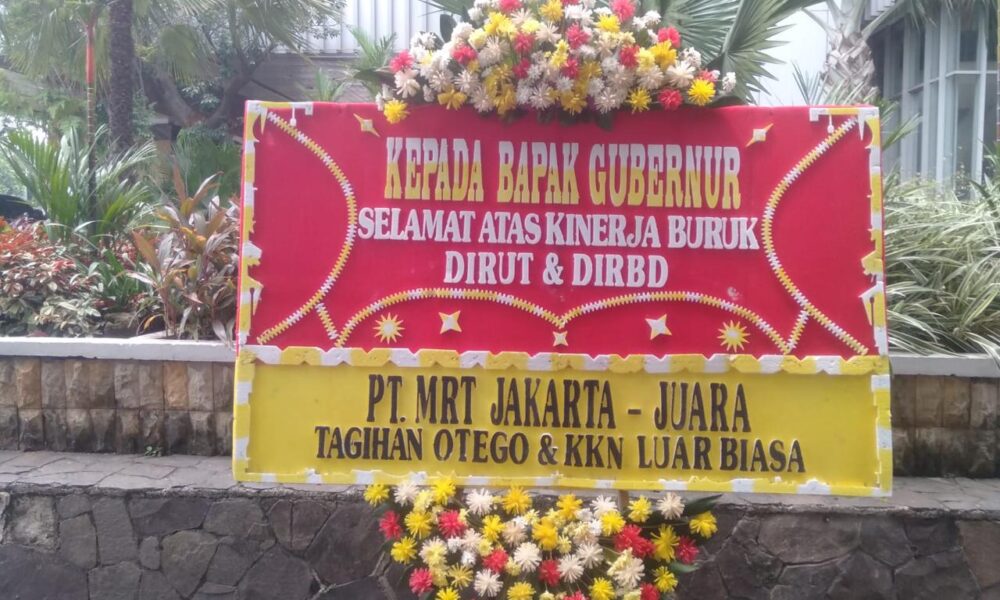 KEPADA BAPAK GUBERNUR
SELAMAT ATAS KINERJA BURUK
DIRUT & DIRBD
PT. MRT JAKARTA - JUARA
TAGIHAN OTEGO & KKN LUAR BIASA